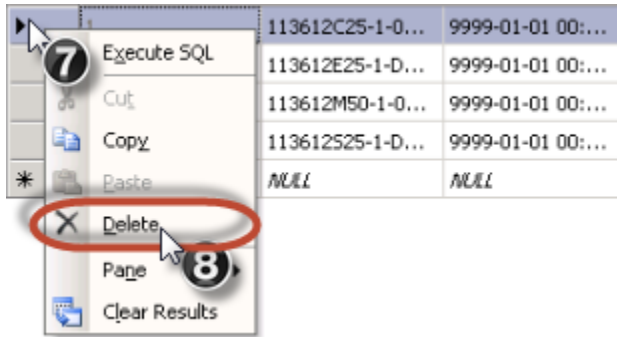 1 113612C25-1-0... 9999-01-01 00:...
7 Execute SQL 113612E25-1-D... 9999-01-01 00:...
Cut 113612M50-1-0... 9999-01-01 00:...
Copy 113612S25-1-D... 9999-01-01 00:...
Paste NULL NULL
Delete
8
Pane
Clear Results